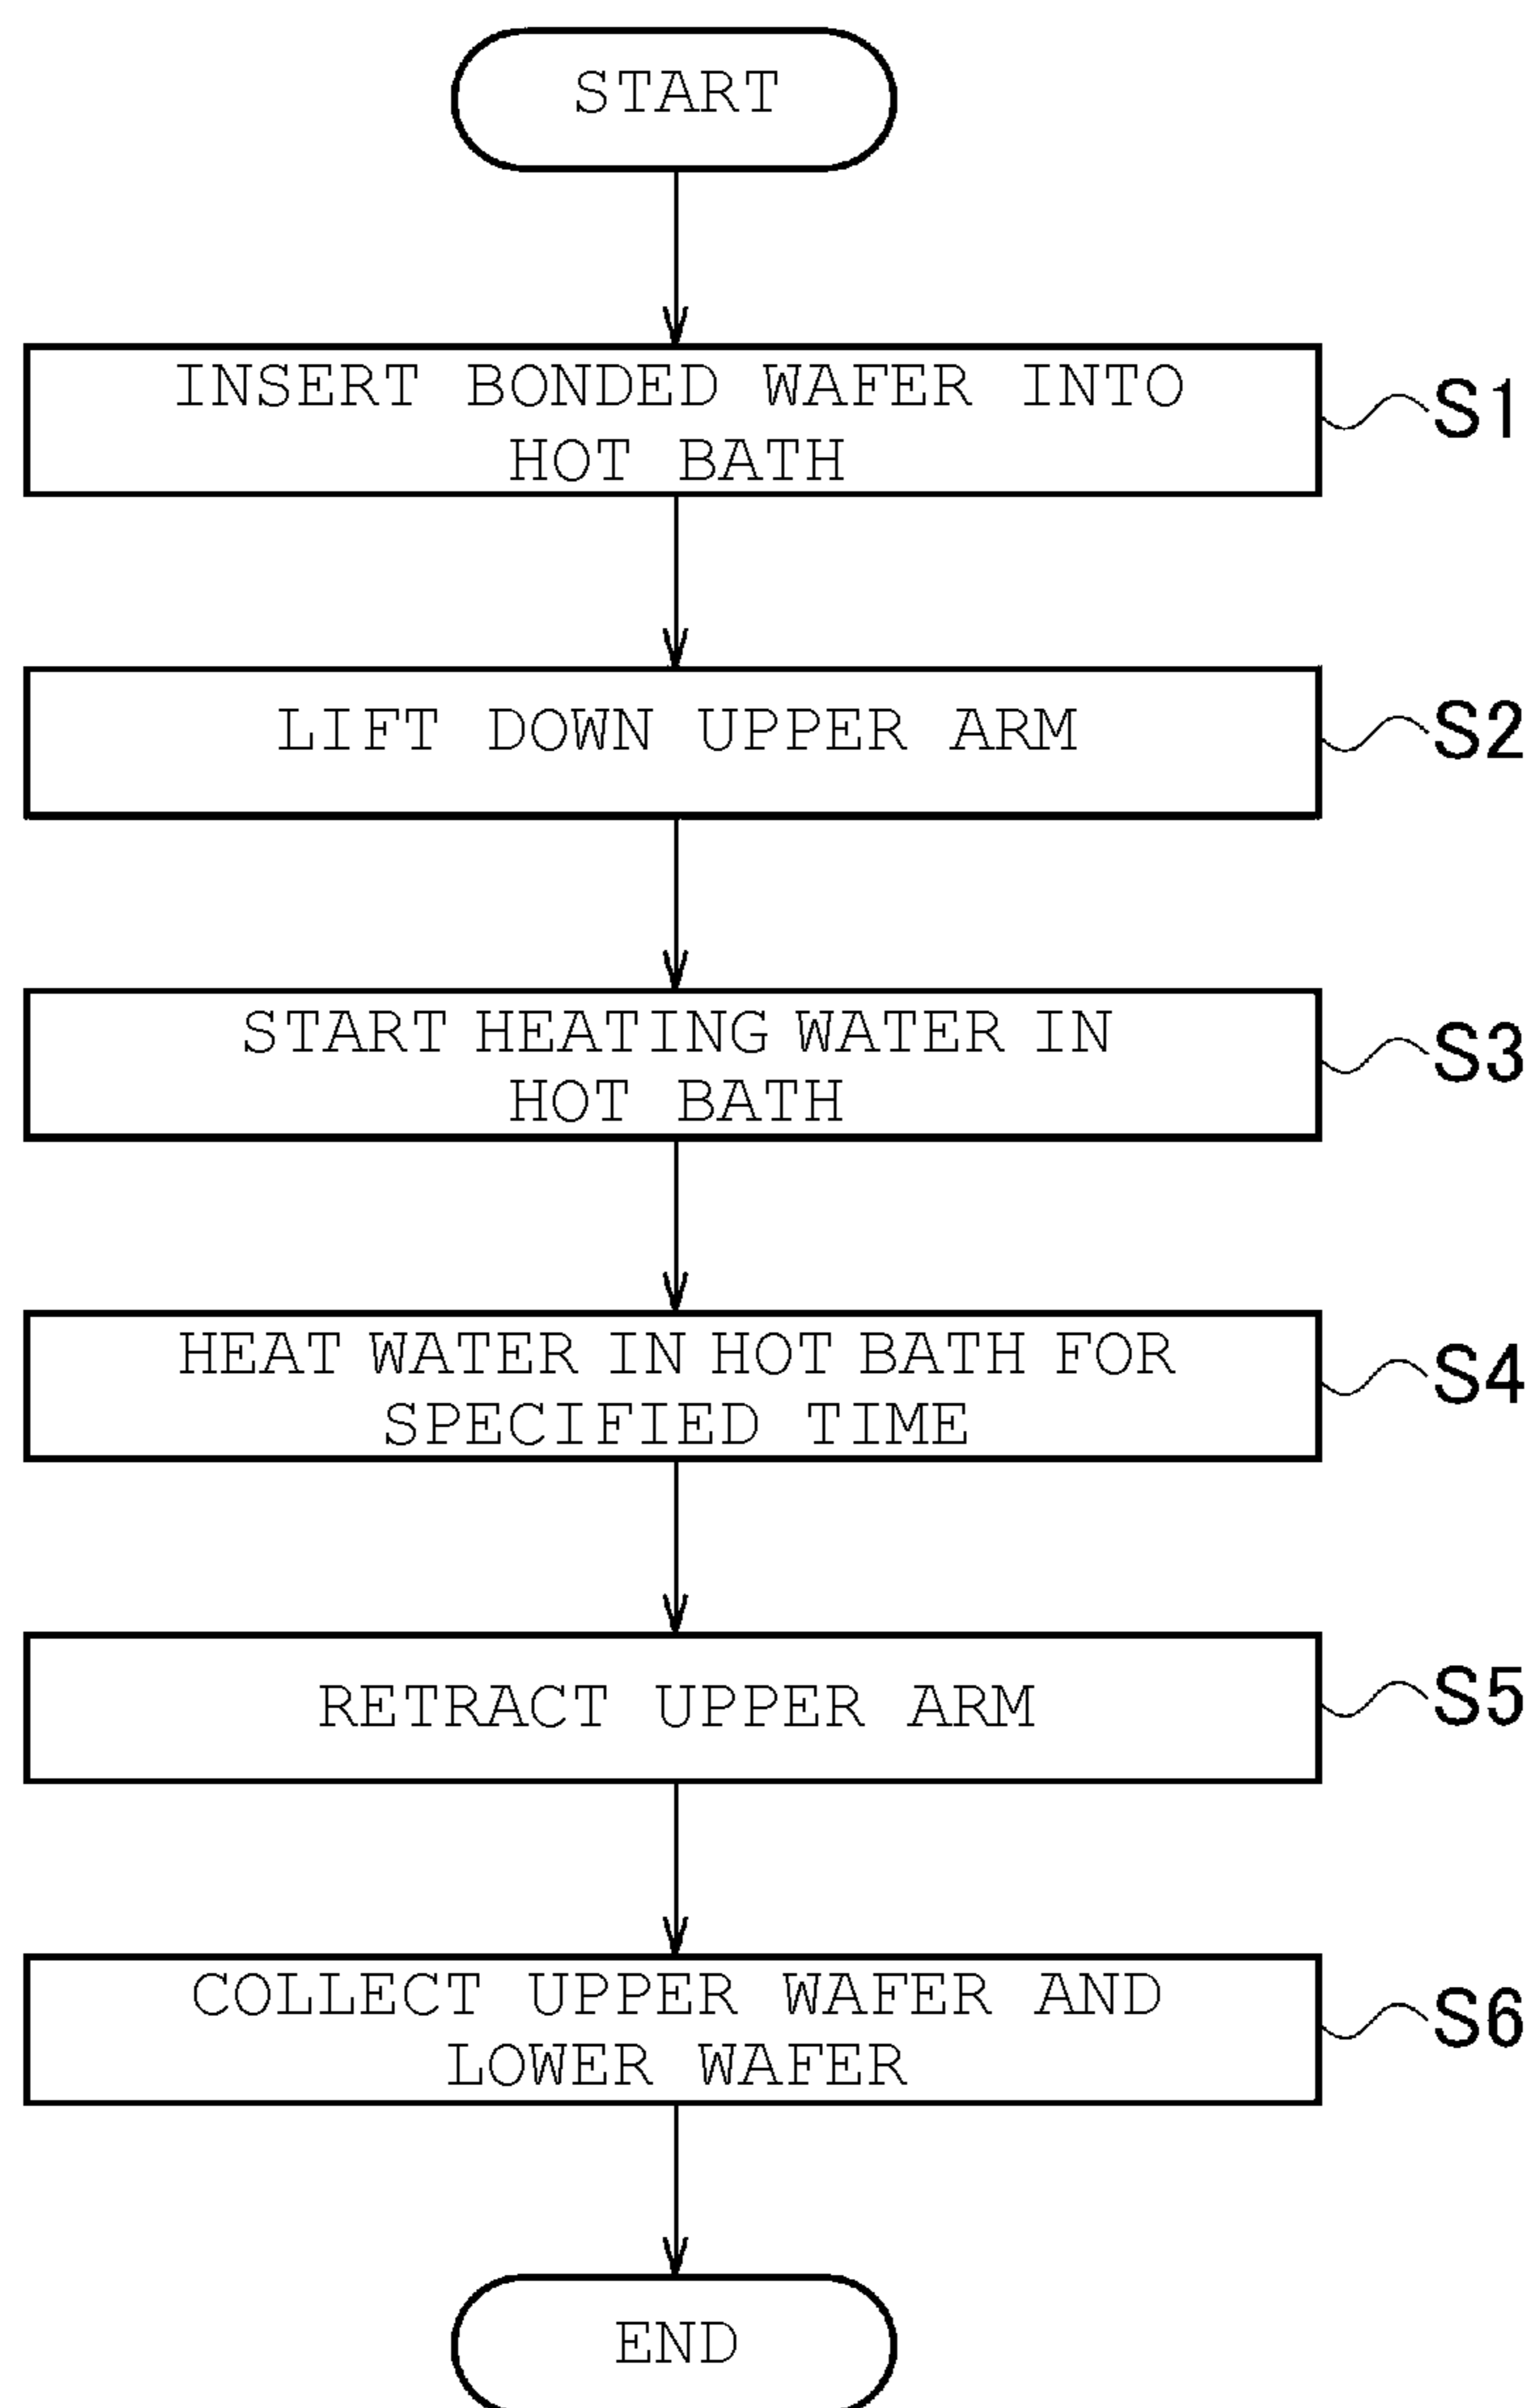 START
INSERT BONDED WAFER INTO
HOT BATH
S1
LIFT DOWN UPPER ARM
S2
START HEATING WATER IN
HOT BATH
S3
HEAT WATER IN HOT BATH FOR
SPECIFIED TIME
S4
RETRACT UPPER ARM
S5
COLLECT UPPER WAFER AND
LOWER WAFER
S6
END